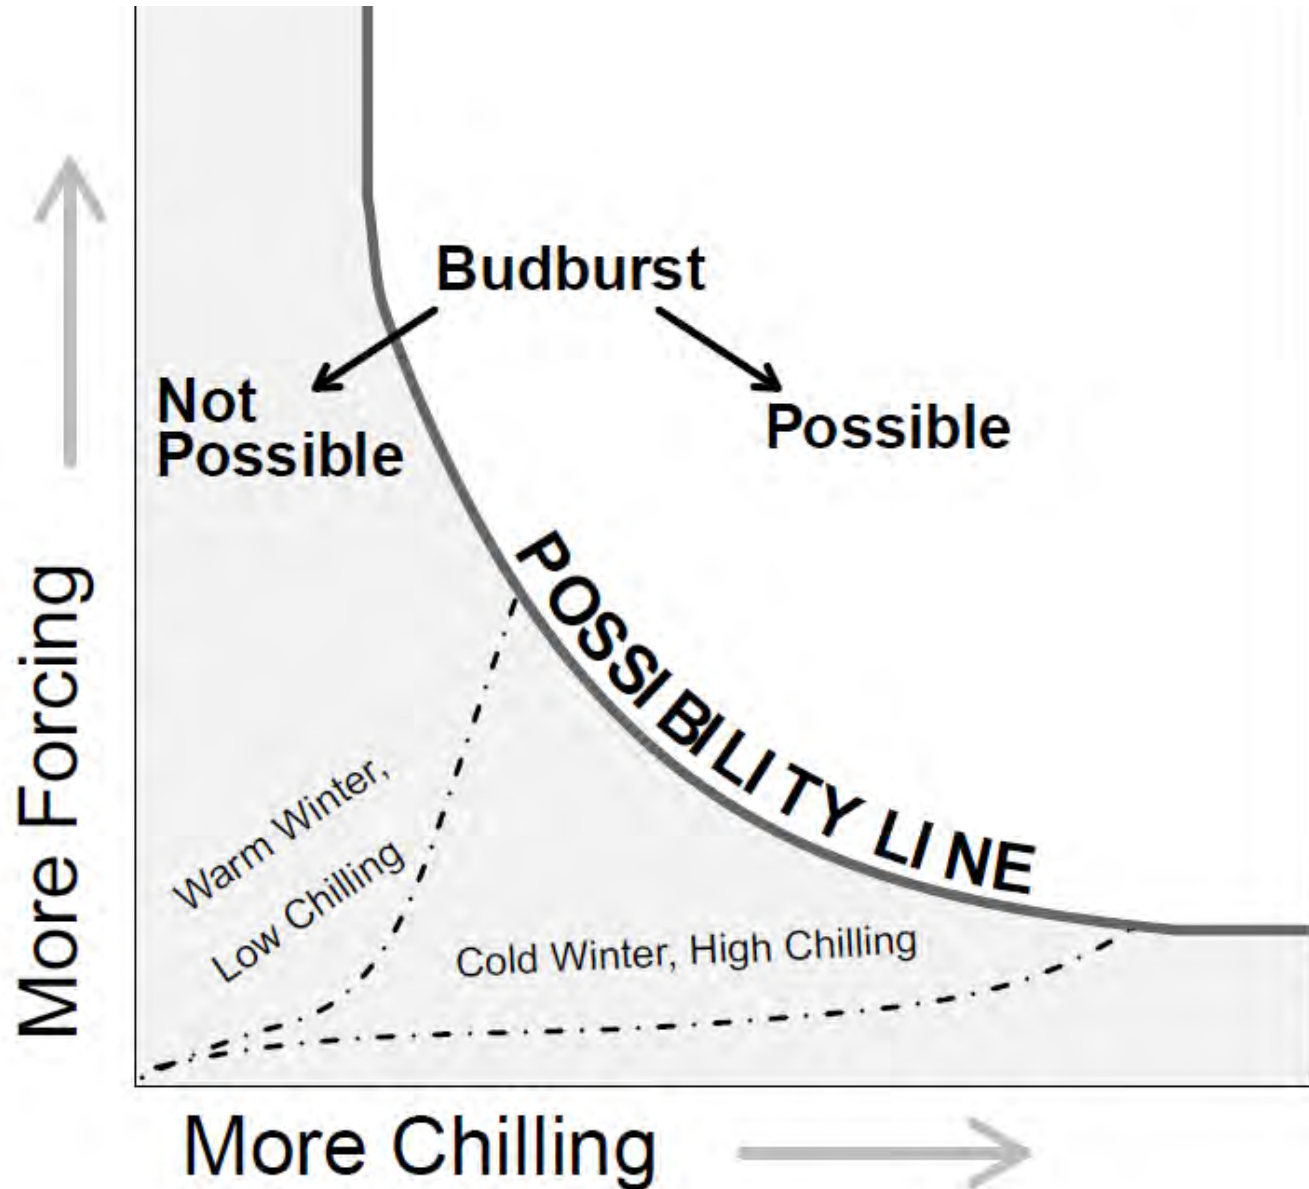 Budburst
Not
Possible
Possible
POSSIBILITY LINE
Warm Winter,
Low Chilling
Cold Winter, High Chilling
More Forcing
More Chilling